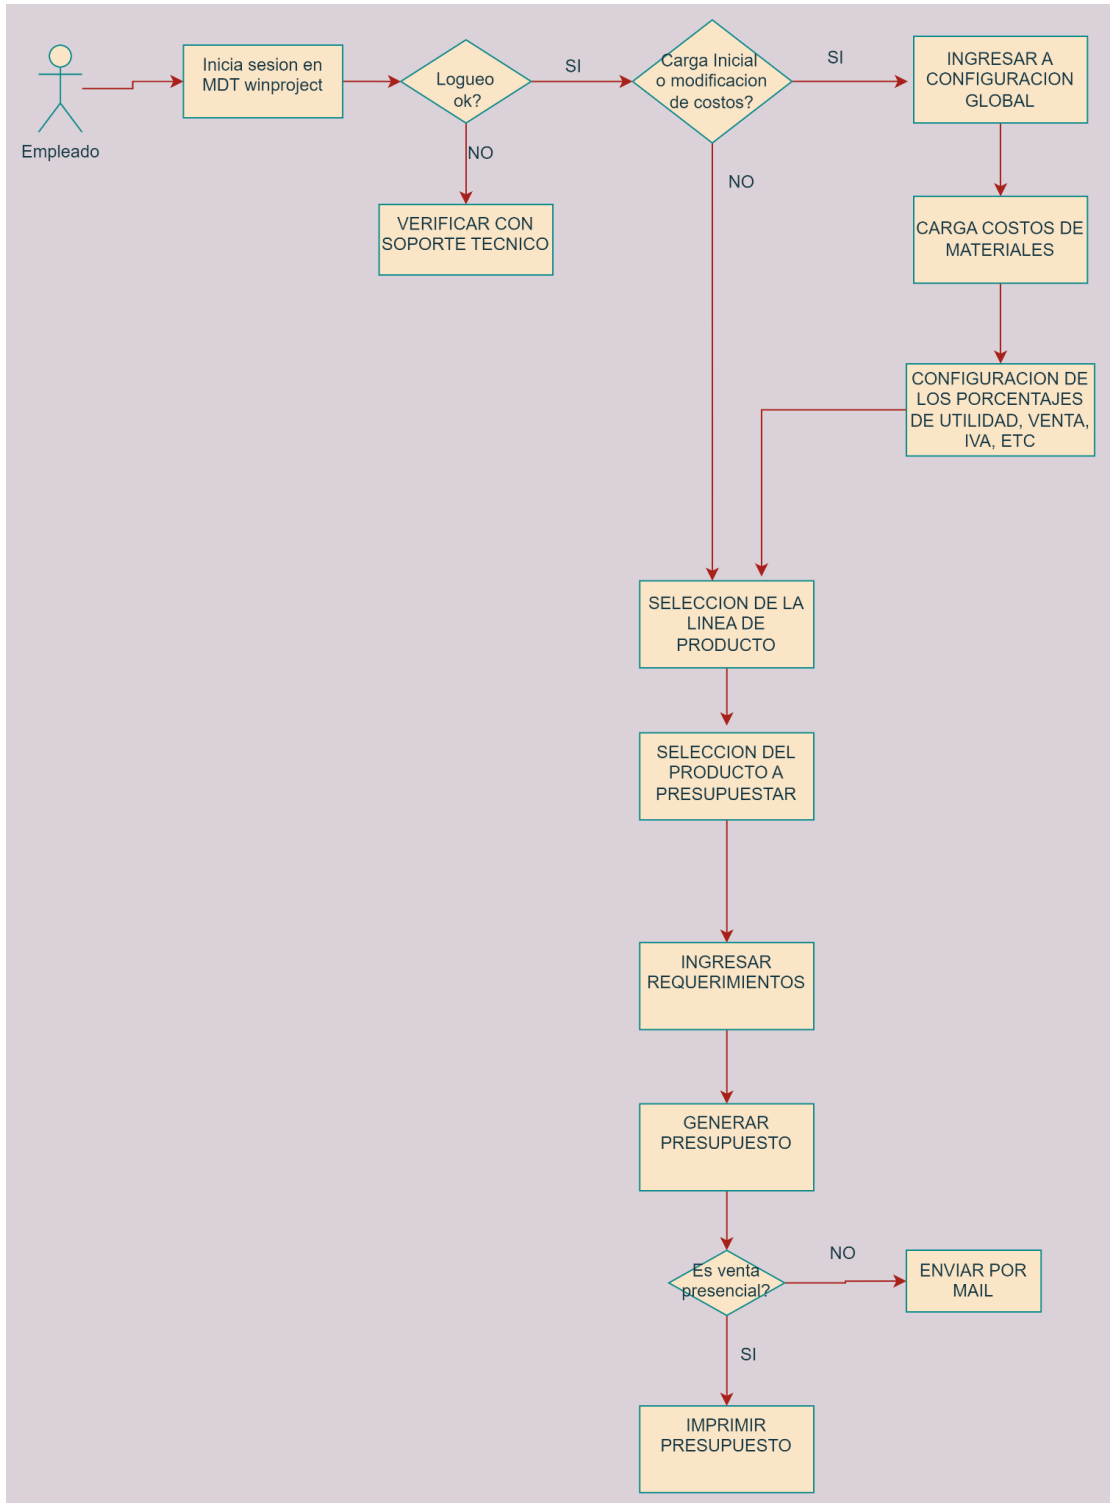 Empleado
Inicia sesion en
MDT winproject
Logueo
ok?
SI
NO
VERIFICAR CON
SOPORTE TECNICO
Carga Inicial
o modificacion
de costos?
SI
NO
INGRESAR A
CONFIGURACION
GLOBAL
CARGA COSTOS DE
MATERIALES
CONFIGURACION DE
LOS PORCENTAJES
DE UTILIDAD, VENTA,
IVA, ETC
SELECCION DE LA
LINEA DE
PRODUCTO
SELECCION DEL
PRODUCTO A
PRESUPUESTAR
INGRESAR
REQUERIMIENTOS
GENERAR
PRESUPUESTO
Es venta
presencial?
NO
ENVIAR POR
MAIL
SI
IMPRIMIR
PRESUPUESTO